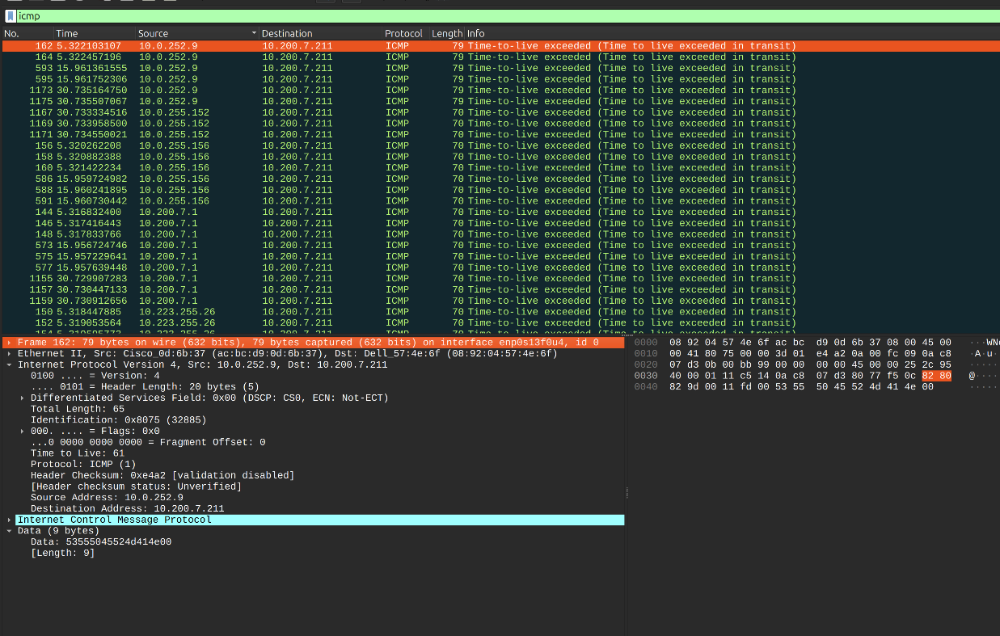 icmp
No. Time Source Destination Protocol Length Info
162 5.322103107 10.0.252.9 10.200.7.211 ICMP 79 Time-to-live exceeded (Time to live exceeded in transit)
164 5.322457196 10.0.252.9 10.200.7.211 ICMP 79 Time-to-live exceeded (Time to live exceeded in transit)
593 15.961361555 10.0.252.9 10.200.7.211 ICMP 79 Time-to-live exceeded (Time to live exceeded in transit)
595 15.961752306 10.0.252.9 10.200.7.211 ICMP 79 Time-to-live exceeded (Time to live exceeded in transit)
1173 30.735164750 10.0.252.9 10.200.7.211 ICMP 79 Time-to-live exceeded (Time to live exceeded in transit)
1175 30.735507067 10.0.252.9 10.200.7.211 ICMP 79 Time-to-live exceeded (Time to live exceeded in transit)
1167 30.733334516 10.0.255.152 10.200.7.211 ICMP 70 Time-to-live exceeded (Time to live exceeded in transit)
1169 30.733958500 10.0.255.152 10.200.7.211 ICMP 70 Time-to-live exceeded (Time to live exceeded in transit)
1171 30.734550021 10.0.255.152 10.200.7.211 ICMP 70 Time-to-live exceeded (Time to live exceeded in transit)
156 5.320262208 10.0.255.156 10.200.7.211 ICMP 70 Time-to-live exceeded (Time to live exceeded in transit)
158 5.320882388 10.0.255.156 10.200.7.211 ICMP 70 Time-to-live exceeded (Time to live exceeded in transit)
160 5.321422234 10.0.255.156 10.200.7.211 ICMP 70 Time-to-live exceeded (Time to live exceeded in transit)
586 15.959724982 10.0.255.156 10.200.7.211 ICMP 70 Time-to-live exceeded (Time to live exceeded in transit)
588 15.960241895 10.0.255.156 10.200.7.211 ICMP 70 Time-to-live exceeded (Time to live exceeded in transit)
591 15.960730442 10.0.255.156 10.200.7.211 ICMP 70 Time-to-live exceeded (Time to live exceeded in transit)
144 5.316832400 10.200.7.1 10.200.7.211 ICMP 70 Time-to-live exceeded (Time to live exceeded in transit)
146 5.317416443 10.200.7.1 10.200.7.211 ICMP 70 Time-to-live exceeded (Time to live exceeded in transit)
148 5.317833766 10.200.7.1 10.200.7.211 ICMP 70 Time-to-live exceeded (Time to live exceeded in transit)
573 15.956724746 10.200.7.1 10.200.7.211 ICMP 70 Time-to-live exceeded (Time to live exceeded in transit)
575 15.957229641 10.200.7.1 10.200.7.211 ICMP 70 Time-to-live exceeded (Time to live exceeded in transit)
577 15.957639448 10.200.7.1 10.200.7.211 ICMP 70 Time-to-live exceeded (Time to live exceeded in transit)
1155 30.729907283 10.200.7.1 10.200.7.211 ICMP 70 Time-to-live exceeded (Time to live exceeded in transit)
1157 30.730447133 10.200.7.1 10.200.7.211 ICMP 70 Time-to-live exceeded (Time to live exceeded in transit)
1159 30.730912656 10.200.7.1 10.200.7.211 ICMP 70 Time-to-live exceeded (Time to live exceeded in transit)
150 5.318447885 10.223.255.26 10.200.7.211 ICMP 70 Time-to-live exceeded (Time to live exceeded in transit)
152 5.319053564 10.223.255.26 10.200.7.211 ICMP 70 Time-to-live exceeded (Time to live exceeded in transit)
Frame 162: 79 bytes on wire (632 bits), 79 bytes captured (632 bits) on interface enp0s13f0u4, id 0
Ethernet II, Src: Cisco_0d:6b:37 (ac:bc:d9:0d:6b:37), Dst: Dell_57:4e:6f (08:92:04:57:4e:6f)
Internet Protocol Version 4, Src: 10.0.252.9, Dst: 10.200.7.211
0100 .... = Version: 4
.... 0101 = Header Length: 20 bytes (5)
Differentiated Services Field: 0x00 (DSCP: CS0, ECN: Not-ECT)
Total Length: 65
Identification: 0x8075 (32885)
000. .... = Flags: 0x0
...0 0000 0000 0000 = Fragment Offset: 0
Time to Live: 61
Protocol: ICMP (1)
Header Checksum: 0xe4a2 [validation disabled]
[Header checksum status: Unverified]
Source Address: 10.0.252.9
Destination Address: 10.200.7.211
Internet Control Message Protocol
Data (9 bytes)
Data: 53555045524d414e00
[Length: 9]
0000 08 92 04 57 4e 6f ac bc d9 0d 6b 37 08 00 45 00 ···WN
0010 00 41 80 75 00 00 3d 01 e4 a2 0a 00 fc 09 0a c8 ·A·u·
0020 07 d3 0b 00 bb 99 00 00 00 00 45 00 00 25 2c 95 ·····
0030 40 00 01 11 c5 14 0a c8 07 d3 80 77 f5 0c 82 80 @····
0040 82 9d 00 11 fd 00 53 55 50 45 52 4d 41 4e 00 ·····